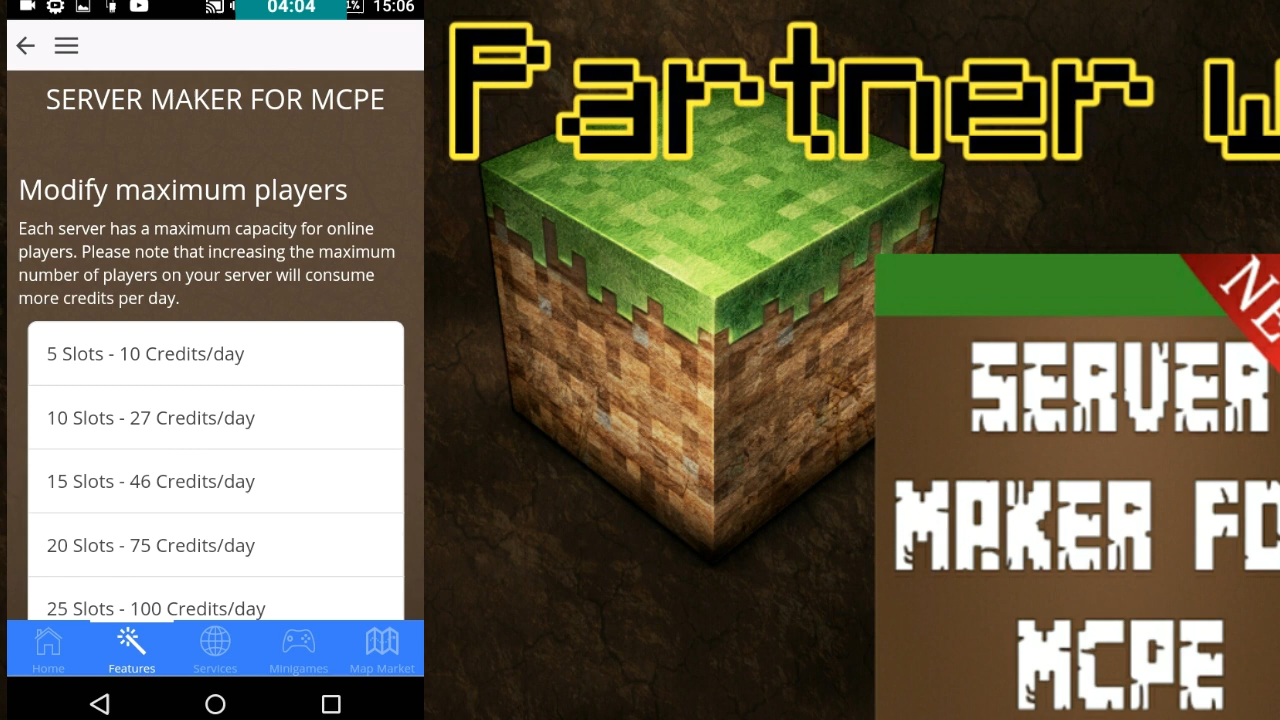 04:04
1%
15:06
SERVER MAKER FOR MCPE
Modify maximum players
Each server has a maximum capacity for online
players. Please note that increasing the maximum
number of players on your server will consume
more credits per day.
5 Slots - 10 Credits/day
10 Slots - 27 Credits/day
15 Slots - 46 Credits/day
20 Slots - 75 Credits/day
25 Slots - 100 Credits/day
Home
Features
Services
Minigames
Map Market
Partner w
NE
SERVER
MAKER FO
MCPE